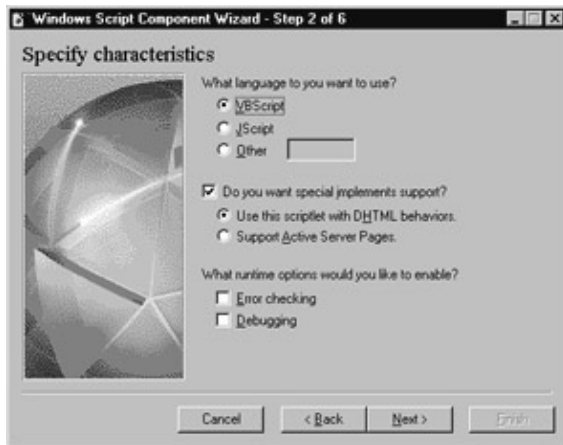 Windows Script Component Wizard - Step 2 of 6
Specify characteristics
What language to you want to use?
VBScript
JScript
Other
Do you want special implements support?
Use this scriptlet with DHTML behaviors.
Support Active Server Pages.
What runtime options would you like to enable?
Error checking
Debugging
Cancel
< Back
Next >
Finish